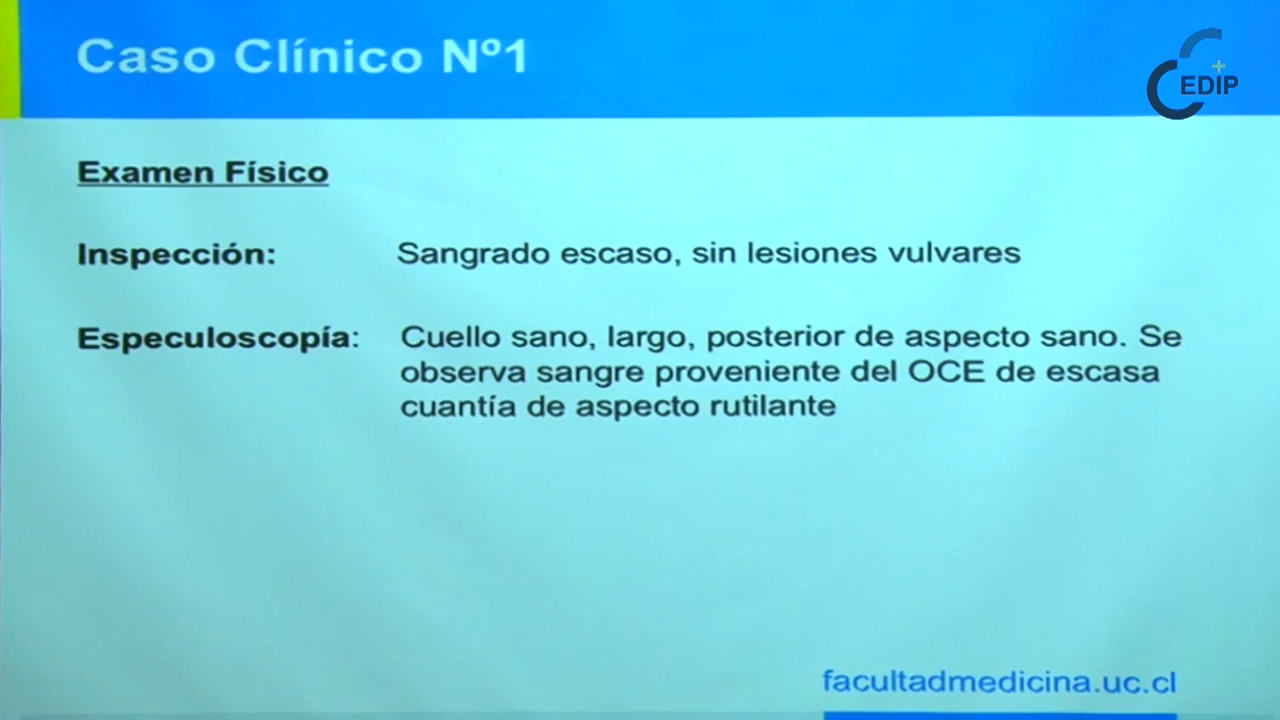 Caso Clínico Nº1
EDIP
Examen Físico
Inspección: Sangrado escaso, sin lesiones vulvares
Especuloscopía: Cuello sano, largo, posterior de aspecto sano. Se
observa sangre proveniente del OCE de escasa
cuantía de aspecto rutilante
facultadmedicina.uc.cl